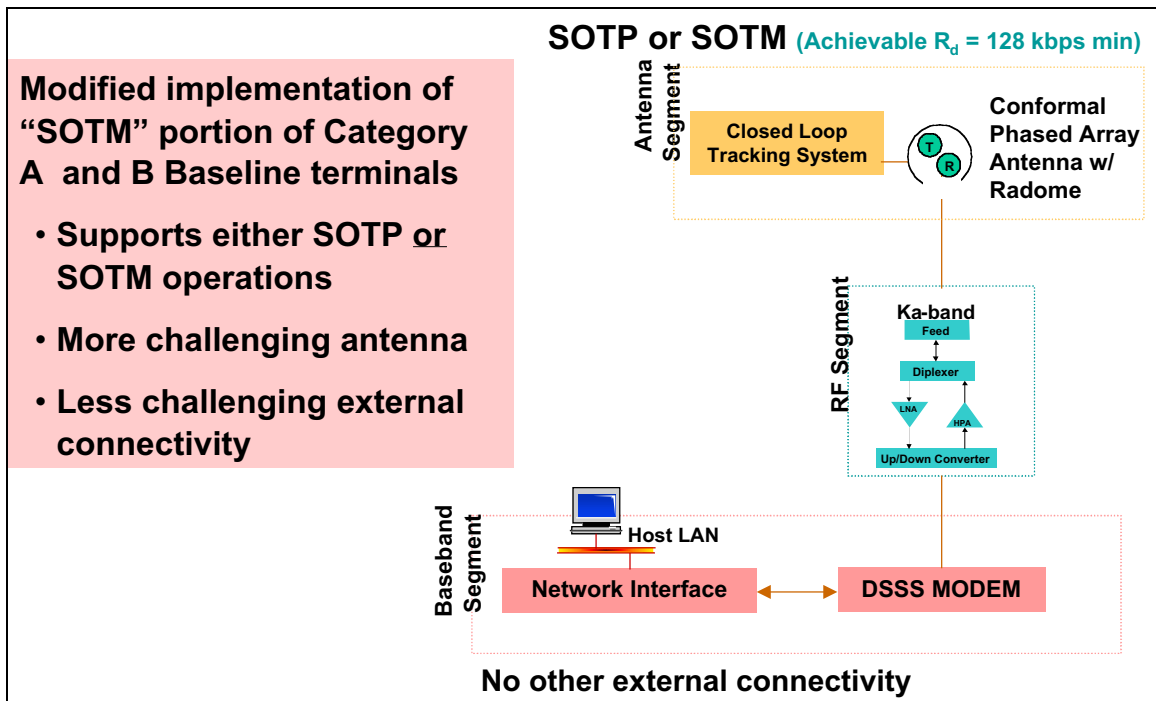 SOTP or SOTM (Achievable Rd = 128 kbps min)
Modified implementation of
“SOTM” portion of Category
A and B Baseline terminals
• Supports either SOTP or
SOTM operations
• More challenging antenna
• Less challenging external
connectivity
Antenna
Segment
Closed Loop
Tracking System
T
R
Conformal
Phased Array
Antenna w/
Radome
RF Segment
Ka-band
Feed
Diplexer
LNA
HPA
Up/Down Converter
Baseband
Segment
Host LAN
Network Interface
DSSS MODEM
No other external connectivity